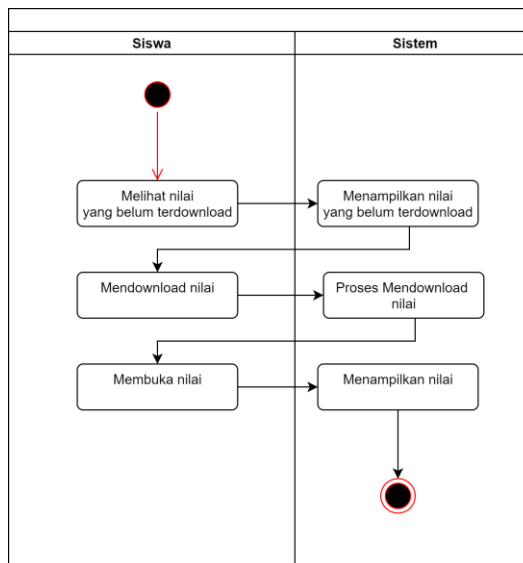 Siswa
Sistem
Melihat nilai
yang belum terdownload
Menampilkan nilai
yang belum terdownload
Mendownload nilai
Proses Mendownload
nilai
Membuka nilai
Menampilkan nilai